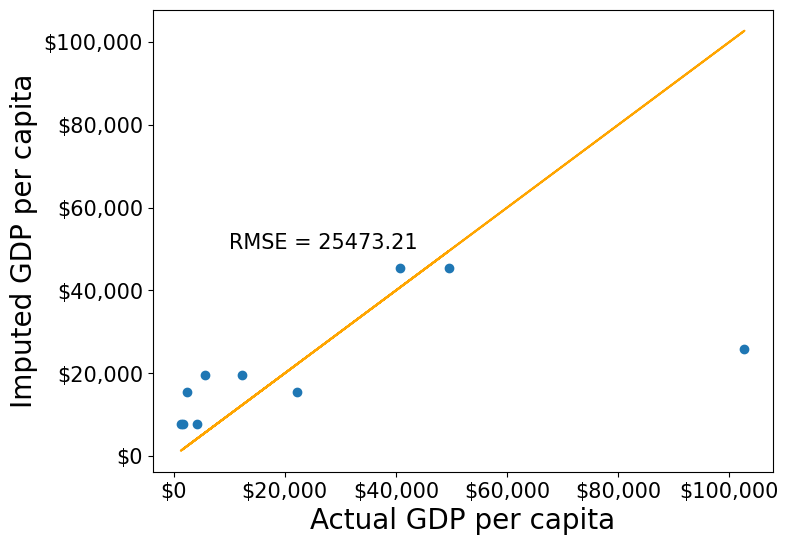 $100,000
$80,000
$60,000
$40,000
$20,000
$0
Imputed GDP per capita
RMSE = 25473.21
$0 $20,000 $40,000 $60,000 $80,000 $100,000
Actual GDP per capita